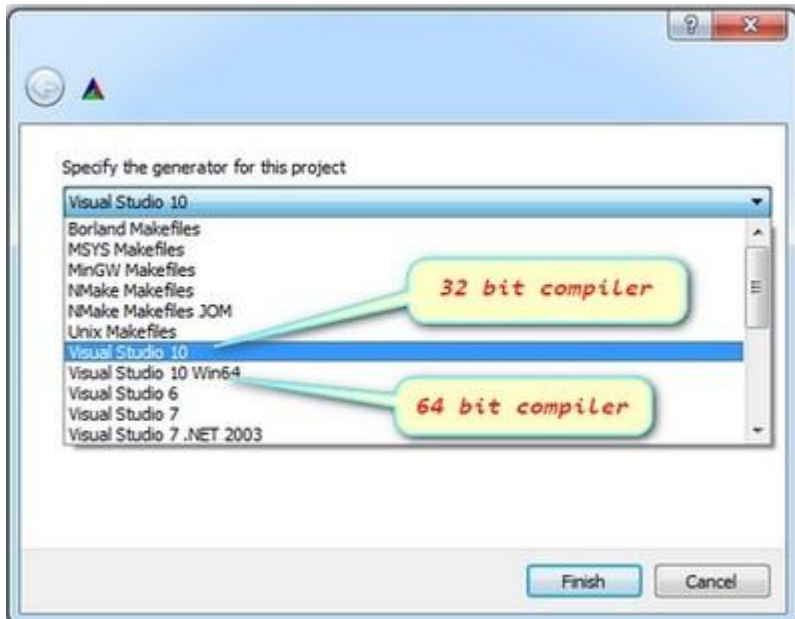 Specify the generator for this project
Visual Studio 10
Borland Makefiles
MSYS Makefiles
MinGW Makefiles
NMake Makefiles
NMake Makefiles JOM
Unix Makefiles
Visual Studio 10
Visual Studio 10 Win64
Visual Studio 6
Visual Studio 7
Visual Studio 7 .NET 2003
32 bit compiler
64 bit compiler
Finish
Cancel